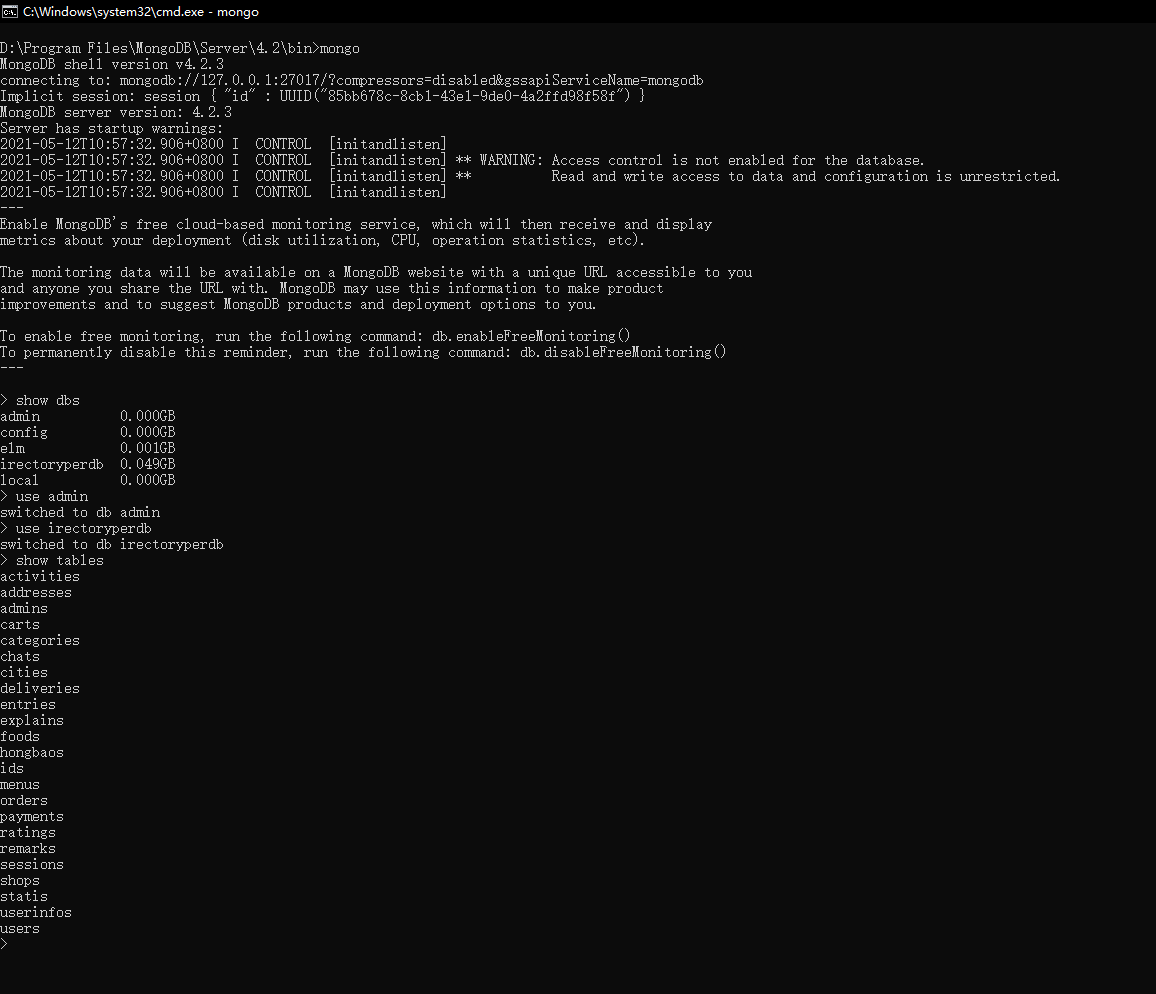 C:\Windows\system32\cmd.exe - mongo
D:\Program Files\MongoDB\Server\4.2\bin>mongo
MongoDB shell version v4.2.3
connecting to: mongodb://127.0.0.1:27017/?compressors=disabled&gssapiServiceName=mongodb
Implicit session: session { "id" : UUID("85bb678c-8cb1-43e1-9de0-4a2ffd98f58f") }
MongoDB server version: 4.2.3
Server has startup warnings:
2021-05-12T10:57:32.906+0800 I  CONTROL  [initandlisten]
2021-05-12T10:57:32.906+0800 I  CONTROL  [initandlisten] ** WARNING: Access control is not enabled for the database.
2021-05-12T10:57:32.906+0800 I  CONTROL  [initandlisten] **          Read and write access to data and configuration is unrestricted.
2021-05-12T10:57:32.906+0800 I  CONTROL  [initandlisten]
---
Enable MongoDB's free cloud-based monitoring service, which will then receive and display
metrics about your deployment (disk utilization, CPU, operation statistics, etc).
The monitoring data will be available on a MongoDB website with a unique URL accessible to you
and anyone you share the URL with. MongoDB may use this information to make product
improvements and to suggest MongoDB products and deployment options to you.
To enable free monitoring, run the following command: db.enableFreeMonitoring()
To permanently disable this reminder, run the following command: db.disableFreeMonitoring()
---
> show dbs
admin          0.000GB
config         0.000GB
elm            0.001GB
irectoryperdb  0.049GB
local          0.000GB
> use admin
switched to db admin
> use irectoryperdb
switched to db irectoryperdb
> show tables
activities
addresses
admins
carts
categories
chats
cities
deliveries
entries
explains
foods
hongbaos
ids
menus
orders
payments
ratings
remarks
sessions
shops
statis
userinfos
users
>